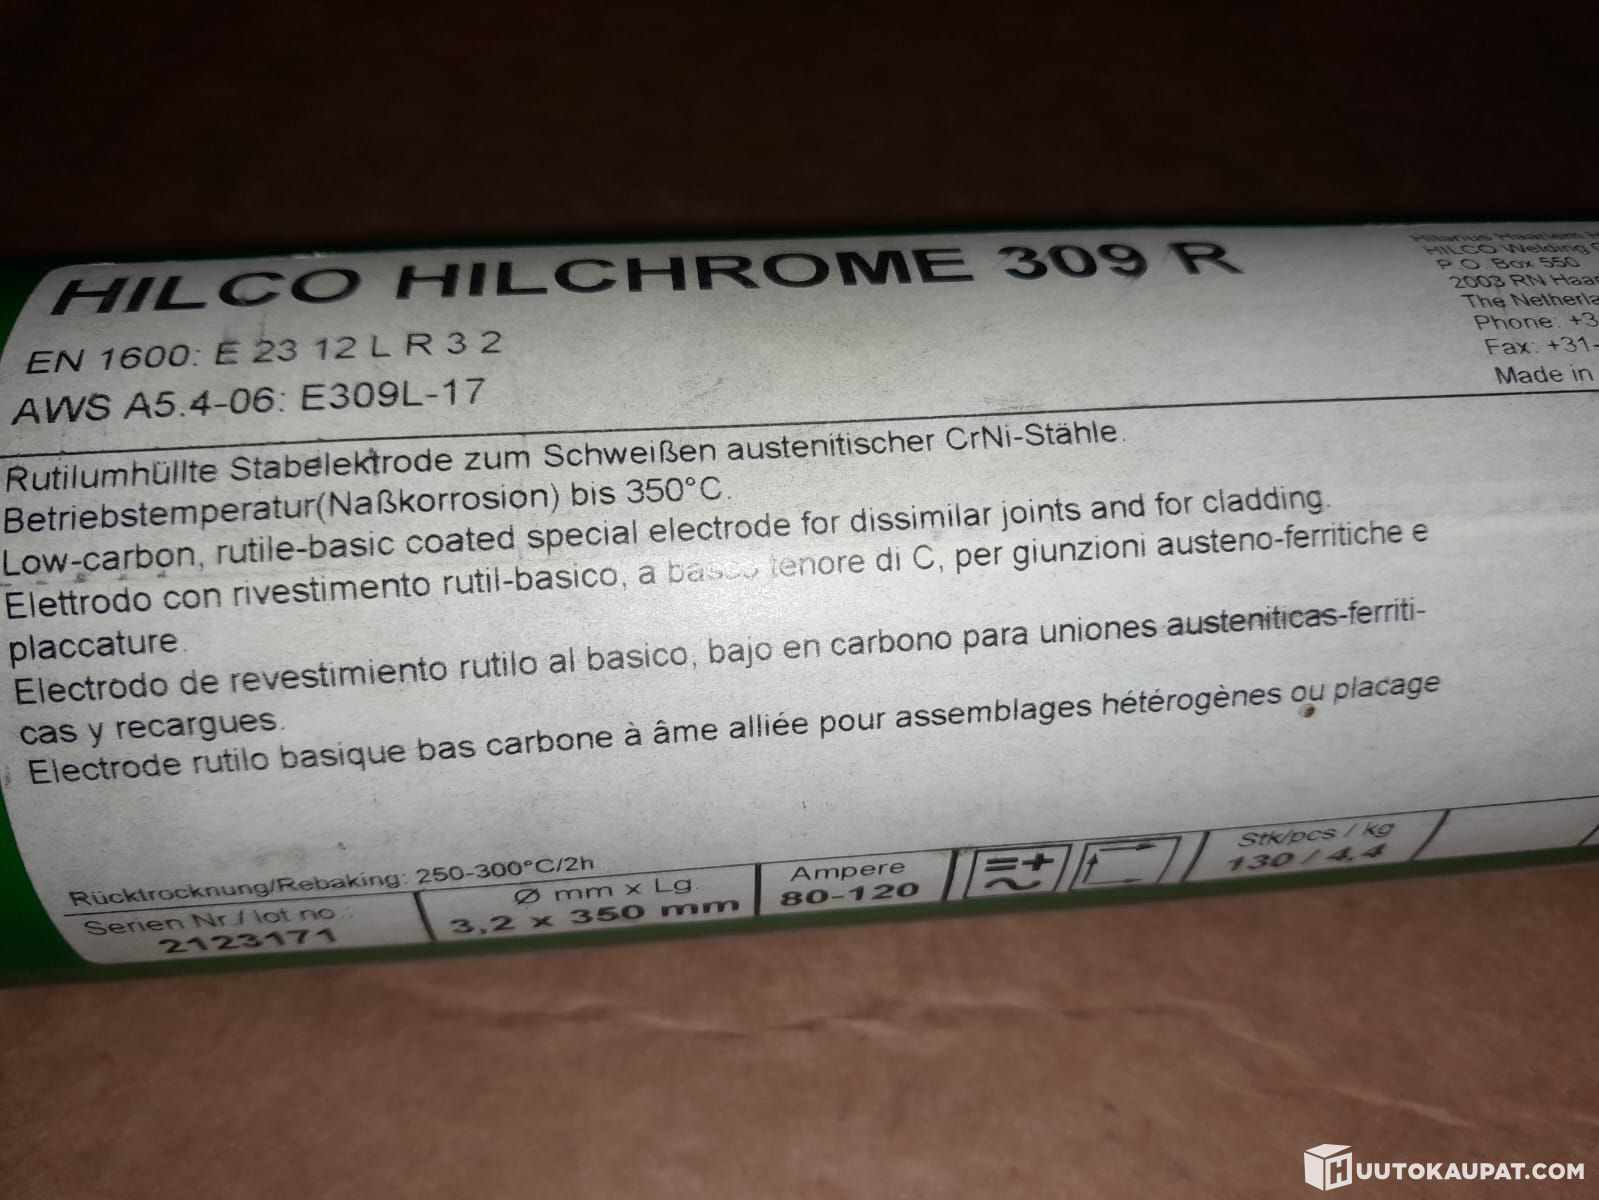 HILCO HILCHROME 309 R
EN 1600: E 23 12 L R 3 2
AWS A5.4-06: E309L-17
HILCO Welding
P.O. Box 550
2003 RN
The
Phone:
Fax: +31-
Made in
Rutilumhüllte Stabelektrode zum Schweißen austenitischer CrNi-Stähle.
Betriebstemperatur(Naßkorrosion) bis 350°C.
Low-carbon, rutile-basic coated special electrode for dissimilar joints and for cladding.
Elettrodo con rivestimento rutil-basico, a basso tenore di C, per giunzioni austeno-ferritiche e
placcature.
Electrodo de revestimiento rutilo al basico, bajo en carbono para uniones austeniticas-ferriti-
cas y recargues.
Electrode rutilo basique bas carbone à âme alliée pour assemblages hétérogènes ou placage
Rücktrocknung/Rebaking: 250-300°C/2h
Serien Nr./ lot no.:
2123171
Ø mm x Lg.
3,2 x 350 mm
Ampere
80-120
=+
~
Stk/pcs / kg
130 / 4.4
HUUTOKAUPAT.COM